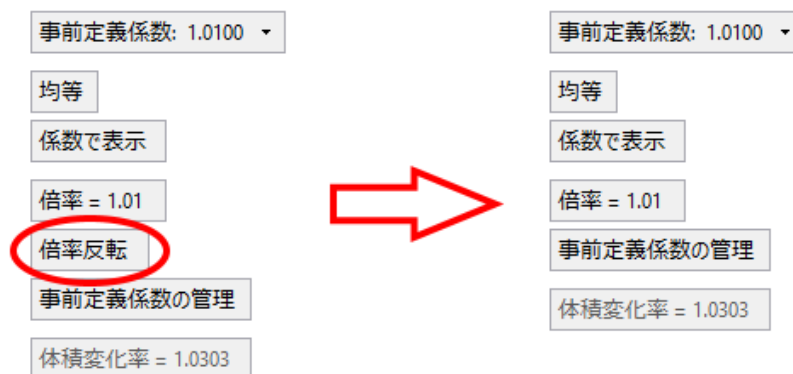 事前定義係数: 1.0100
均等
係数で表示
倍率 = 1.01
倍率反転
事前定義係数の管理
体積変化率 = 1.0303
事前定義係数: 1.0100
均等
係数で表示
倍率 = 1.01
事前定義係数の管理
体積変化率 = 1.0303